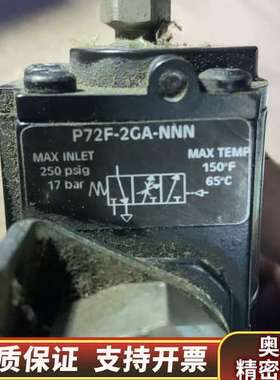 P72F-2GA-NNN
MAX INLET
250 psig
17 bar
MAX TEMP
150°F
65°C
质保证 支持开票
奥
精密